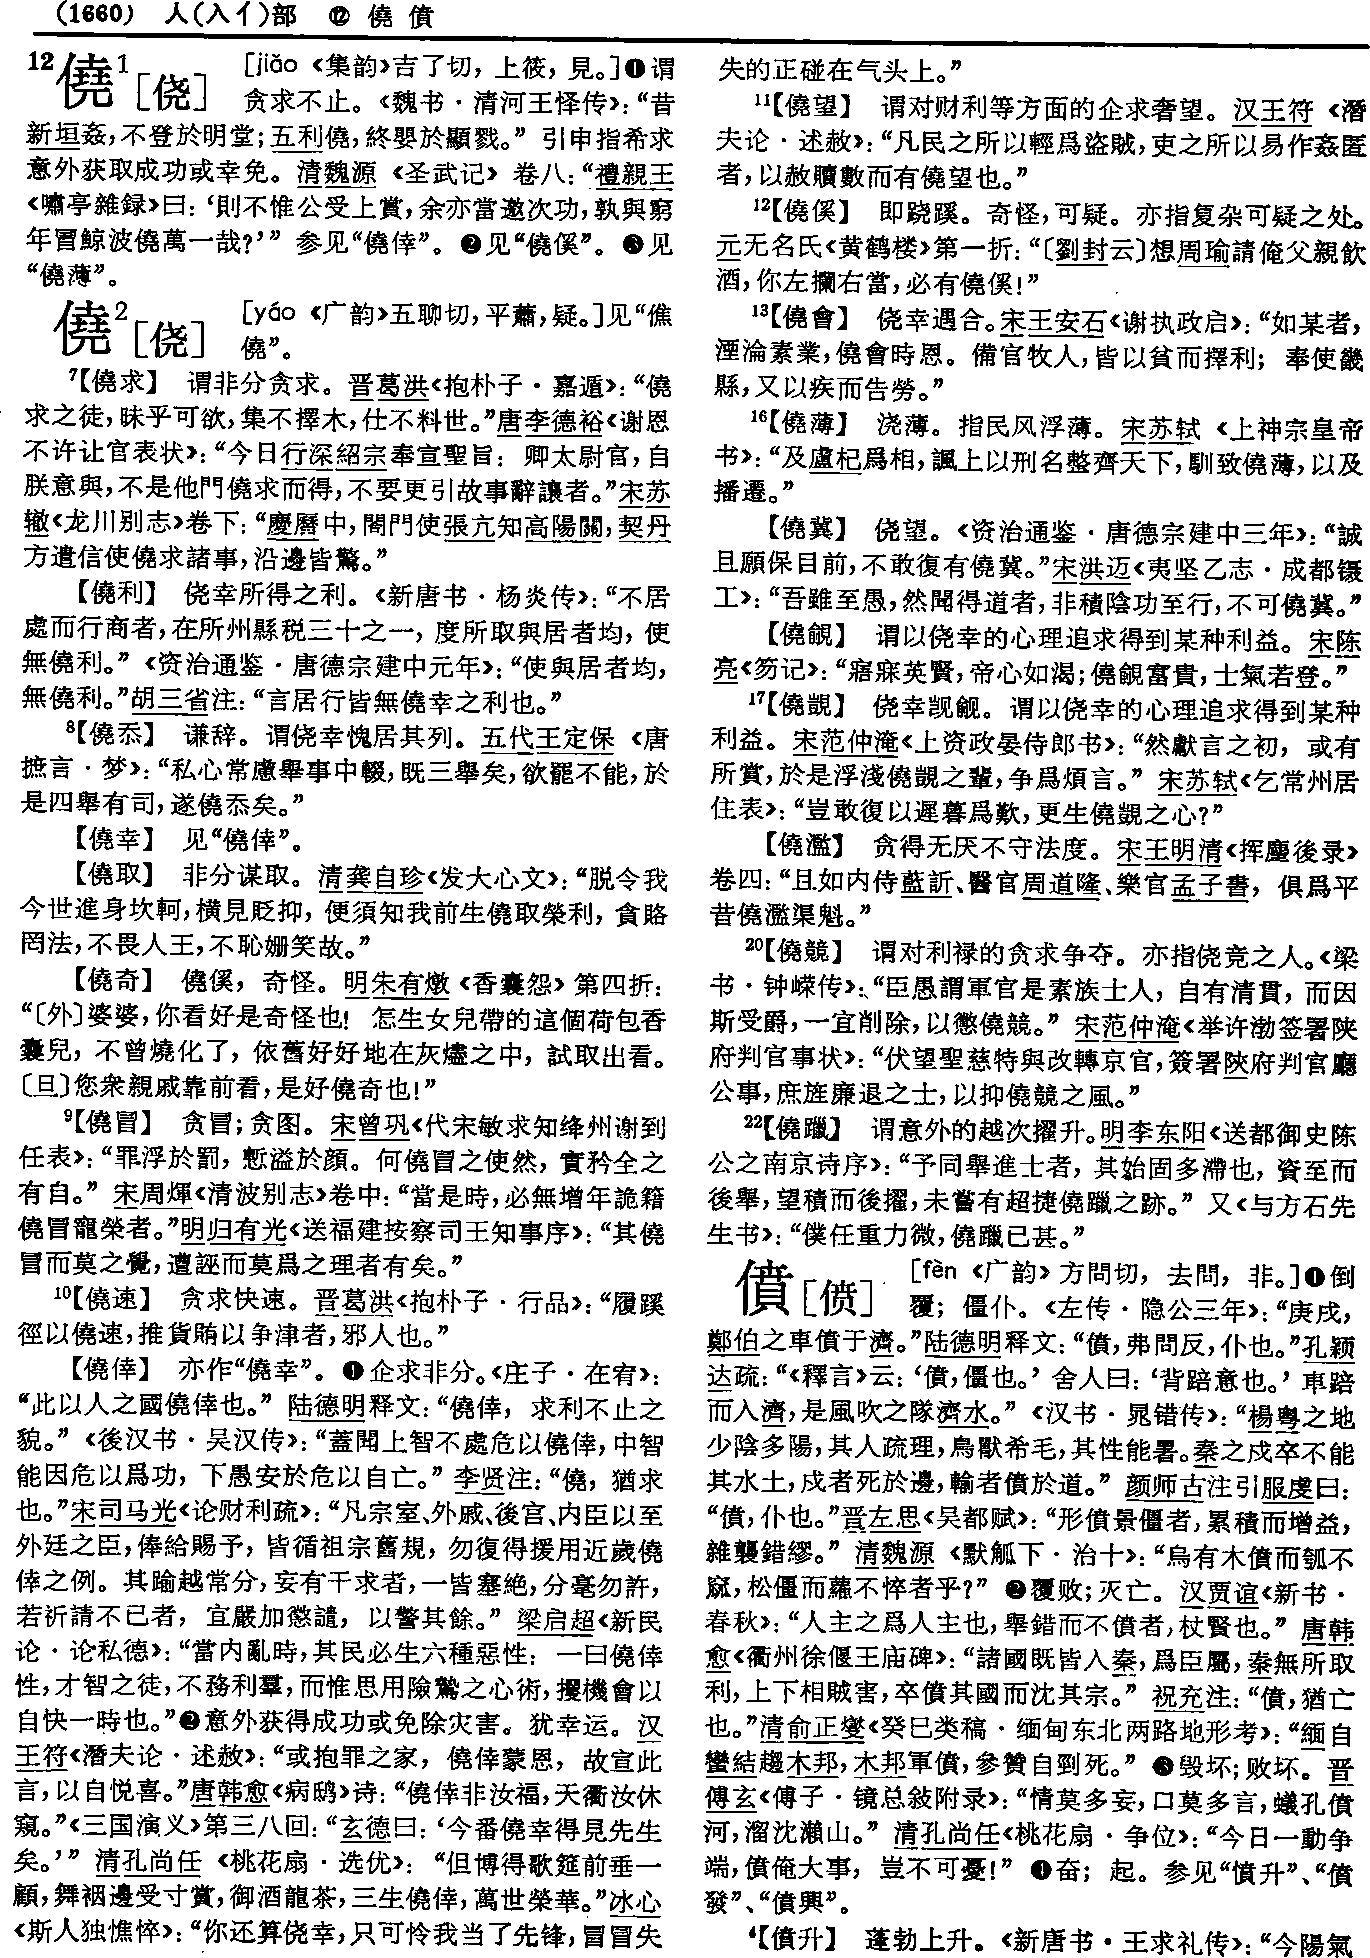 (1660) 人(入亻)部 ⑫ 僥 僨
12 僥1 [侥] [jiǎo《集韵》吉了切，上筱，見。]❶谓
贪求不止。《魏书·清河王怿传》：“昔
新垣姦，不登於明堂；五利僥，終嬰於顯戮。”引申指希求
意外获取成功或幸免。清魏源《圣武记》卷八：“禮親王
《嘯亭雜録》曰：‘則不惟公受上賞，余亦當邀次功，孰與窮
年冒鯨波僥萬一哉？’”参见“僥倖”。❷见“僥傒”。❸见
“僥薄”。
僥2 [侥] [yáo《广韵》五聊切，平蕭，疑。]见“僬
僥”。
7【僥求】 谓非分贪求。晋葛洪《抱朴子·嘉遁》：“僥
求之徒，昧乎可欲，集不擇木，仕不料世。”唐李德裕《谢恩
不许让官表状》：“今日行深紹宗奉宣聖旨：卿太尉官，自
朕意與，不是他門僥求而得，不要更引故事辭讓者。”宋苏
辙《龙川别志》卷下：“慶曆中，閤門使張亢知高陽關，契丹
方遣信使僥求諸事，沿邊皆驚。”
【僥利】 侥幸所得之利。《新唐书·杨炎传》：“不居
處而行商者，在所州縣税三十之一，度所取與居者均，使
無僥利。”《资治通鉴·唐德宗建中元年》：“使與居者均，
無僥利。”胡三省注：“言居行皆無僥幸之利也。”
8【僥忝】 谦辞。谓侥幸愧居其列。五代王定保《唐
摭言·梦》：“私心常慮舉事中輟，既三舉矣，欲罷不能，於
是四舉有司，遂僥忝矣。”
【僥幸】 见“僥倖”。
【僥取】 非分谋取。清龚自珍《发大心文》：“脱令我
今世進身坎軻，横見貶抑，便須知我前生僥取榮利，貪賂
罔法，不畏人王，不恥姗笑故。”
【僥奇】 僥傒，奇怪。明朱有燉《香囊怨》第四折：
“〔外〕婆婆，你看好是奇怪也！怎生女兒帶的這個荷包香
囊兒，不曾燒化了，依舊好好地在灰燼之中，試取出看。
〔旦〕您衆親戚靠前看，是好僥奇也！”
9【僥冒】 贪冒；贪图。宋曾巩《代宋敏求知绛州谢到
任表》：“罪浮於罰，慙溢於顔。何僥冒之使然，實矜全之
有自。”宋周煇《清波别志》卷中：“當是時，必無增年詭籍
僥冒寵榮者。”明归有光《送福建按察司王知事序》：“其僥
冒而莫之覺，遭誣而莫爲之理者有矣。”
10【僥速】 贪求快速。晋葛洪《抱朴子·行品》：“履蹊
徑以僥速，推貨賄以争津者，邪人也。”
【僥倖】 亦作“僥幸”。❶企求非分。《庄子·在宥》：
“此以人之國僥倖也。”陆德明释文：“僥倖，求利不止之
貌。”《後汉书·吴汉传》：“蓋聞上智不處危以僥倖，中智
能因危以爲功，下愚安於危以自亡。”李贤注：“僥，猶求
也。”宋司马光《论财利疏》：“凡宗室、外戚、後宫、内臣以至
外廷之臣，俸給賜予，皆循祖宗舊規，勿復得援用近歲僥
倖之例。其踰越常分，妄有干求者，一皆塞絶，分毫勿許，
若祈請不已者，宜嚴加懲譴，以警其餘。”梁启超《新民
论·论私德》：“當内亂時，其民必生六種惡性：一曰僥倖
性，才智之徒，不務利羣，而惟思用險鷙之心術，攫機會以
自快一時也。”❷意外获得成功或免除灾害。犹幸运。汉
王符《潛夫论·述赦》：“或抱罪之家，僥倖蒙恩，故宣此
言，以自悦喜。”唐韩愈《病鸱》诗：“僥倖非汝福，天衢汝休
窺。”《三国演义》第三八回：“玄德曰：‘今番僥幸得見先生
矣。’”清孔尚任《桃花扇·选优》：“但博得歌筵前垂一
顧，舞裀邊受寸賞，御酒龍茶，三生僥倖，萬世榮華。”冰心
《斯人独憔悴》：“你还算侥幸，只可怜我当了先锋，冒冒失
失的正碰在气头上。”
11【僥望】 谓对财利等方面的企求奢望。汉王符《潛
夫论·述赦》：“凡民之所以輕爲盗賊，吏之所以易作姦匿
者，以赦贖數而有僥望也。”
12【僥傒】 即跷蹊。奇怪，可疑。亦指复杂可疑之处。
元无名氏《黄鹤楼》第一折：“〔劉封云〕想周瑜請俺父親飲
酒，你左攔右當，必有僥傒！”
13【僥會】 侥幸遇合。宋王安石《谢执政启》：“如某者，
湮淪素業，僥會時恩。備官牧人，皆以貧而擇利；奉使畿
縣，又以疾而告勞。”
16【僥薄】 浇薄。指民风浮薄。宋苏轼《上神宗皇帝
书》：“及盧杞爲相，諷上以刑名整齊天下，馴致僥薄，以及
播遷。”
【僥冀】 侥望。《资治通鉴·唐德宗建中三年》：“誠
且願保目前，不敢復有僥冀。”宋洪迈《夷坚乙志·成都镊
工》：“吾雖至愚，然聞得道者，非積陰功至行，不可僥冀。”
【僥覦】 谓以侥幸的心理追求得到某种利益。宋陈
亮《笏记》：“寤寐英賢，帝心如渴；僥覦富貴，士氣若登。”
17【僥覬】 侥幸觊觎。谓以侥幸的心理追求得到某种
利益。宋范仲淹《上资政晏侍郎书》：“然獻言之初，或有
所賞，於是浮淺僥覬之輩，争爲煩言。”宋苏轼《乞常州居
住表》：“豈敢復以遲暮爲歎，更生僥覬之心？”
【僥濫】 贪得无厌不守法度。宋王明清《挥麈後录》
卷四：“且如内侍藍訢、醫官周道隆、樂官孟子書，俱爲平
昔僥濫渠魁。”
20【僥競】 谓对利禄的贪求争夺。亦指侥竞之人。《梁
书·钟嵘传》：“臣愚謂軍官是素族士人，自有清貫，而因
斯受爵，一宜削除，以懲僥競。”宋范仲淹《举许渤签署陕
府判官事状》：“伏望聖慈特與改轉京官，簽署陝府判官廳
公事，庶旌廉退之士，以抑僥競之風。”
22【僥躐】 谓意外的越次擢升。明李东阳《送都御史陈
公之南京诗序》：“予同舉進士者，其始固多滯也，資至而
後舉，望積而後擢，未嘗有超捷僥躐之跡。”又《与方石先
生书》：“僕任重力微，僥躐已甚。”
僨 [偾] [fèn《广韵》方問切，去問，非。]❶倒
覆；僵仆。《左传·隐公三年》：“庚戌，
鄭伯之車僨于濟。”陆德明释文：“僨，弗問反，仆也。”孔颖
达疏：“《釋言》云：‘僨，僵也。’舍人曰：‘背踣意也。’車踣
而入濟，是風吹之隊濟水。”《汉书·晁错传》：“楊粤之地
少陰多陽，其人疏理，鳥獸希毛，其性能暑。秦之戍卒不能
其水土，戍者死於邊，輸者僨於道。”颜师古注引服虔曰：
“僨，仆也。”晋左思《吴都赋》：“形僨景僵者，累積而增益，
雜襲錯繆。”清魏源《默觚下·治十》：“烏有木僨而瓠不
窳，松僵而蘿不悴者乎？”❷覆败；灭亡。汉贾谊《新书·
春秋》：“人主之爲人主也，舉錯而不僨者，杖賢也。”唐韩
愈《衢州徐偃王庙碑》：“諸國既皆入秦，爲臣屬，秦無所取
利，上下相賊害，卒僨其國而沈其宗。”祝充注：“僨，猶亡
也。”清俞正燮《癸巳类稿·缅甸东北两路地形考》：“緬自
蠻結趨木邦，木邦軍僨，參贊自剄死。”❸毁坏；败坏。晋
傅玄《傅子·镜总叙附录》：“情莫多妄，口莫多言，蟻孔僨
河，溜沈瀨山。”清孔尚任《桃花扇·争位》：“今日一動争
端，僨俺大事，豈不可憂！”❹奋；起。参见“僨升”、“僨
發”、“僨興”。
4【僨升】 蓬勃上升。《新唐书·王求礼传》：“今陽氣